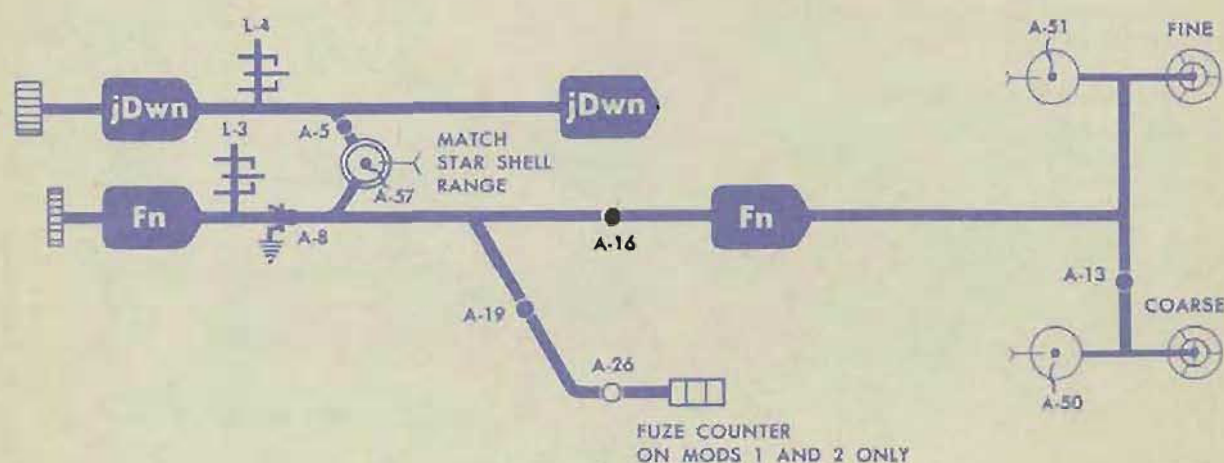 L-4
A-51
FINE
jDwn
jDwn
L-3
A-5
MATCH
STAR SHELL
RANGE
A-57
Fn
A-8
A-16
Fn
A-13
A-19
COARSE
A-26
A-50
FUZE COUNTER
ON MODS 1 AND 2 ONLY